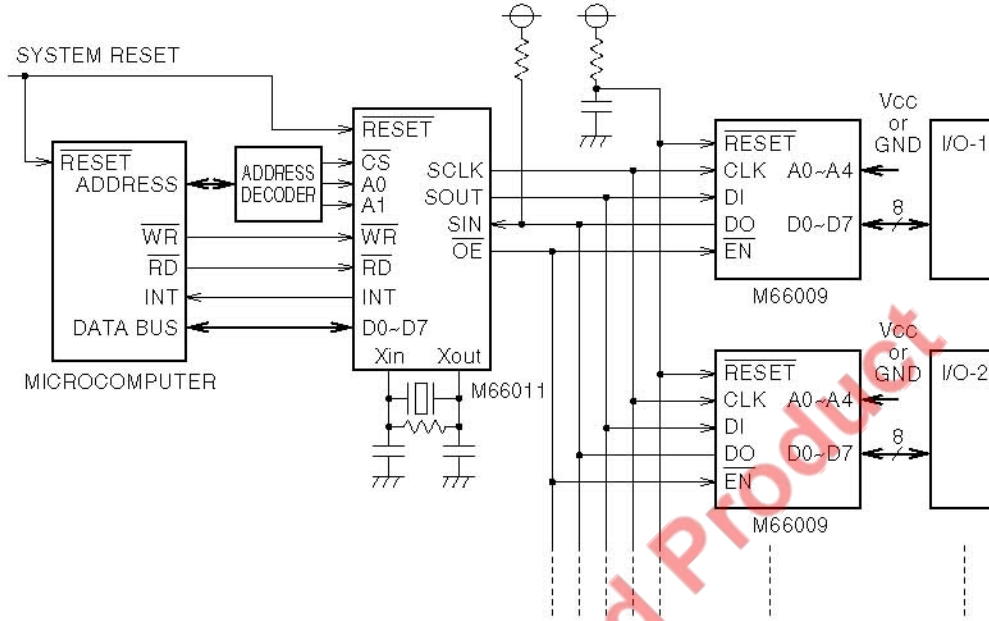 SYSTEM RESET
RESET
ADDRESS
WR
RD
INT
DATA BUS
MICROCOMPUTER
ADDRESS
DECODER
RESET
CS
A0
A1
WR
RD
INT
D0~D7
Xin Xout
SCLK
SOUT
SIN
OE
M66011
RESET
CLK A0~A4
DI
DO D0~D7
EN
M66009
Vcc
or
GND
8
I/O-1
RESET
CLK A0~A4
DI
DO D0~D7
EN
M66009
Vcc
or
GND
8
I/O-2
d Product